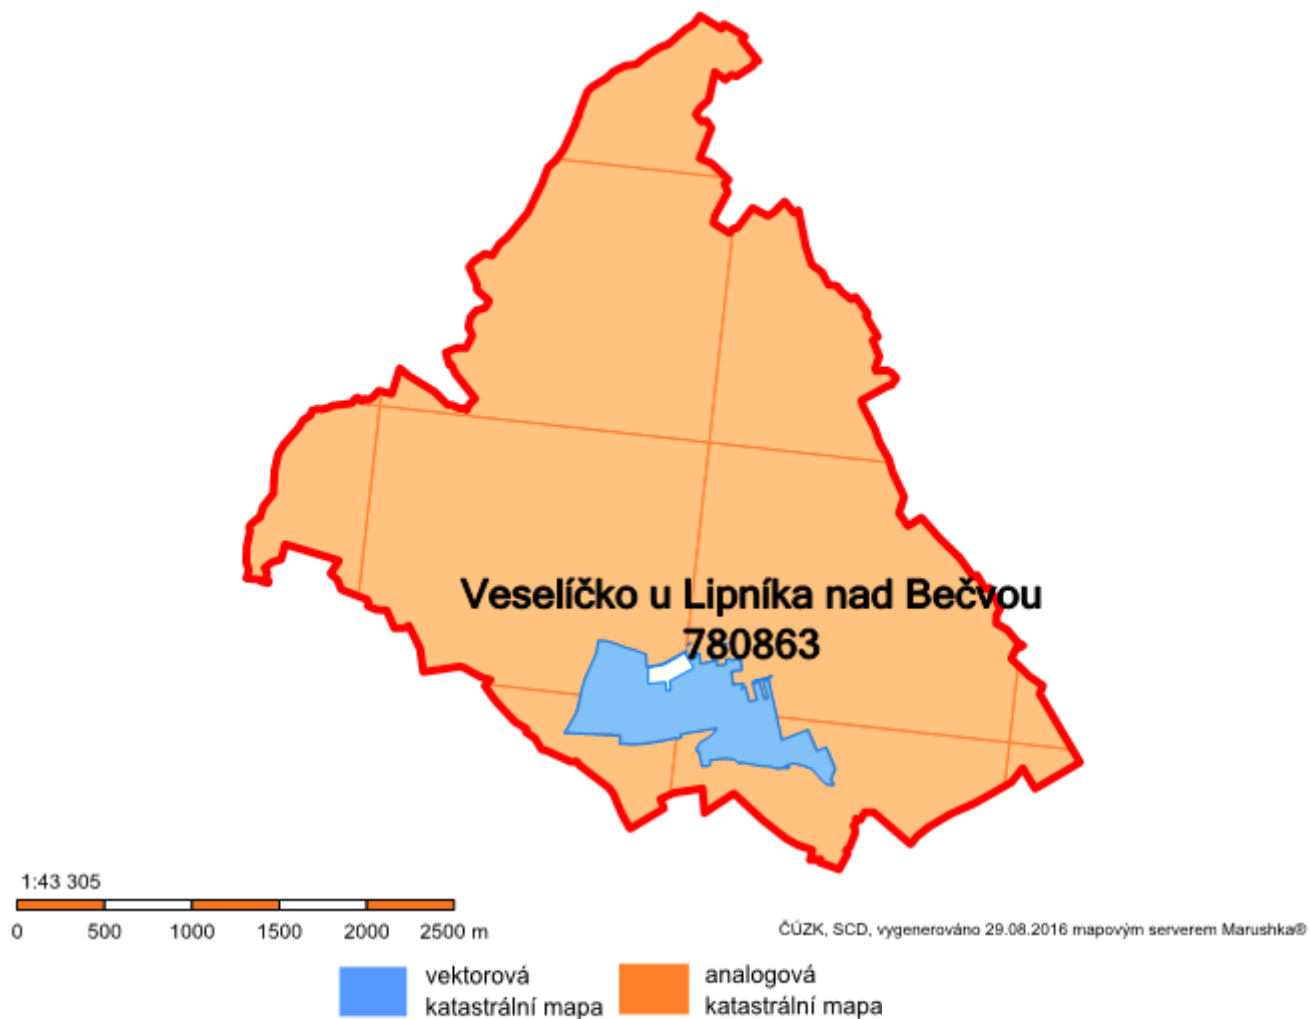 Veselíčko u Lipníka nad Bečvou
780863
1:43 305
0 500 1000 1500 2000 2500 m
ČÚZK, SCD, vygenerováno 29.08.2016 mapovým serverem Marushka®
vektorová
katastrální mapa
analogová
katastrální mapa